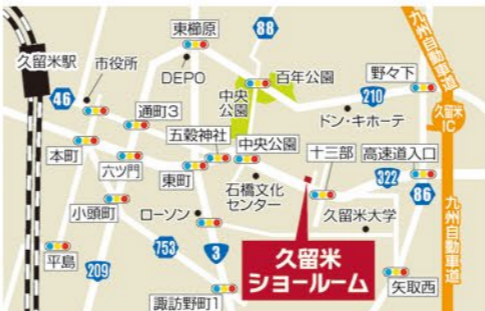 東櫛原
88
久留米駅
市役所
DEPO
百年公園
野々下
46
通町3
中央
公園
210
ドン・キホーテ
久留米
IC
九州自動車道
五穀神社
中央公園
十三部
高速道入口
本町
六ツ門
東町
石橋文化
センター
322
86
小頭町
ローソン
久留米大学
753
3
久留米
ショールーム
平島
209
矢取西
諏訪野町1
九州自動車道